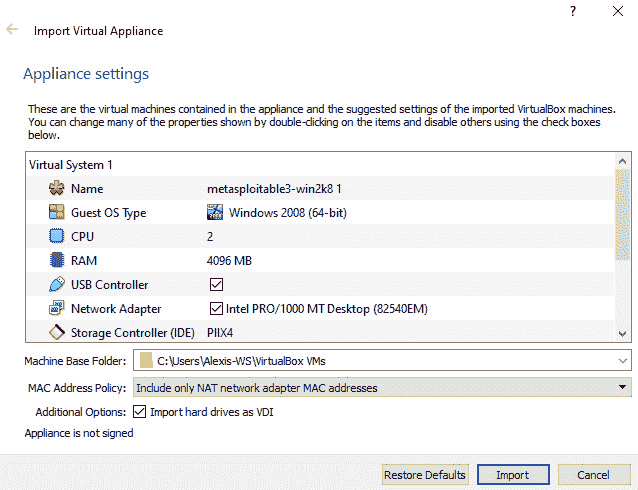 ?
Import Virtual Appliance
Appliance settings
These are the virtual machines contained in the appliance and the suggested settings of the imported VirtualBox machines.
You can change many of the properties shown by double-clicking on the items and disable others using the check boxes
below.
Virtual System 1
Name metasploitable3-win2k8 1
Guest OS Type Windows 2008 (64-bit)
CPU 2
RAM 4096 MB
USB Controller
Network Adapter Intel PRO/1000 MT Desktop (82540EM)
Storage Controller (IDE) PIIX4
Machine Base Folder: C:\Users\Alexis-WS\VirtualBox VMs
MAC Address Policy: Include only NAT network adapter MAC addresses
Additional Options: Import hard drives as VDI
Appliance is not signed
Restore Defaults Import Cancel